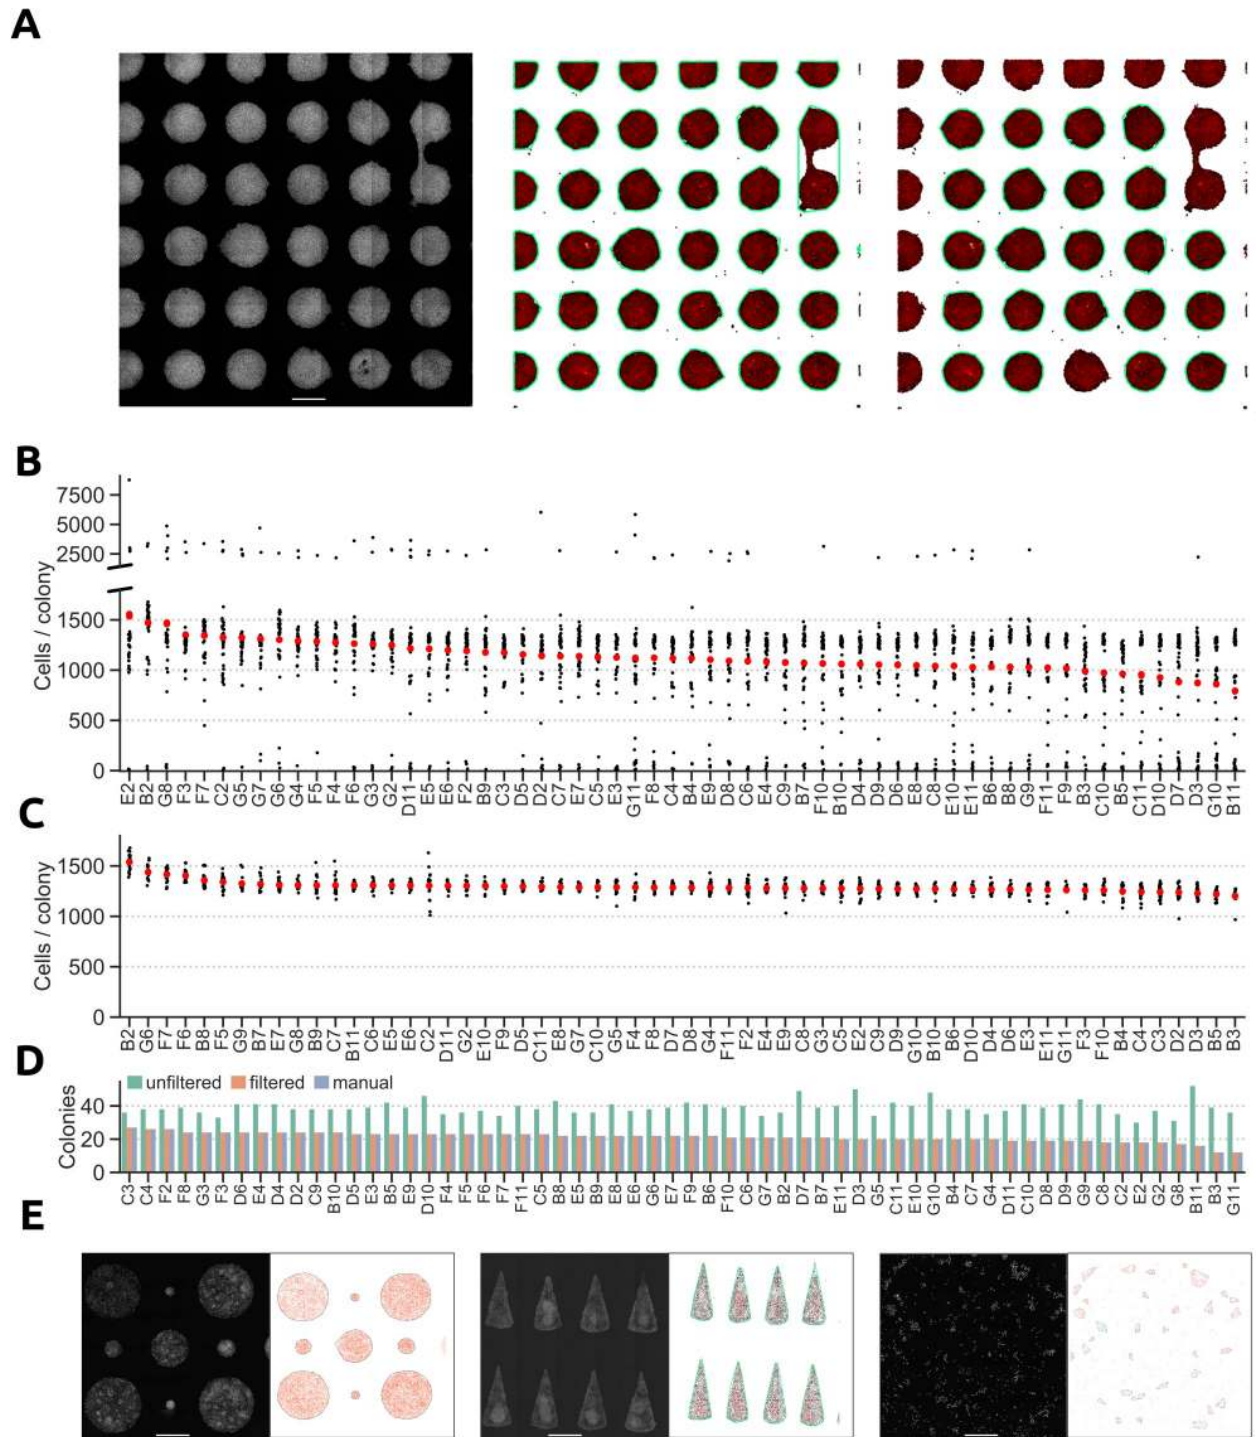 A
B
7500
5000
2500
1500
1000
500
0
Cells / colony
E2 B2 G8 F3 F7 C2 G5 G7 G6 G4 F5 F4 F6 G3 G2 D11 E5 E6 F2 B9 C3 D5 D2 C7 E7 C5 E3 G11 F8 C4 B4 E9 D8 C6 E4 C9 B7 F10 B10 D4 D9 D6 E8 C8 E10 E11 B6 B8 G9 F11 F9 B3 C10 B5 C11 D10 D7 D3 G10 B11
C
1500
1000
500
0
Cells / colony
B2 G6 F7 F6 B8 F5 G9 B7 E7 G8 B9 C7 B11 C6 E5 E6 C2 D11 G2 E10 F9 D5 C11 E8 G7 C10 G5 F4 F8 D7 D8 G4 F11 F2 E4 E9 C8 G3 C5 E2 C9 D9 G10 B10 B6 D10 D4 D6 E3 E11 G11 F3 F10 B4 C4 C3 D2 D3 B5 B3
D
unfiltered filtered manual
40
20
0
Colonies
C3 C4 F2 F8 G3 F3 D6 E4 D4 D2 C9 B10 D5 E3 B5 E9 D10 F4 F5 F6 F7 F11 C5 B8 E5 B9 E8 E6 G6 E7 F9 B6 F10 C6 G7 B2 D7 B7 E11 D3 G5 C11 E10 G10 B4 C7 G4 D11 C10 D8 D9 G9 C8 C2 E2 G2 G8 B11 B3 G11
E